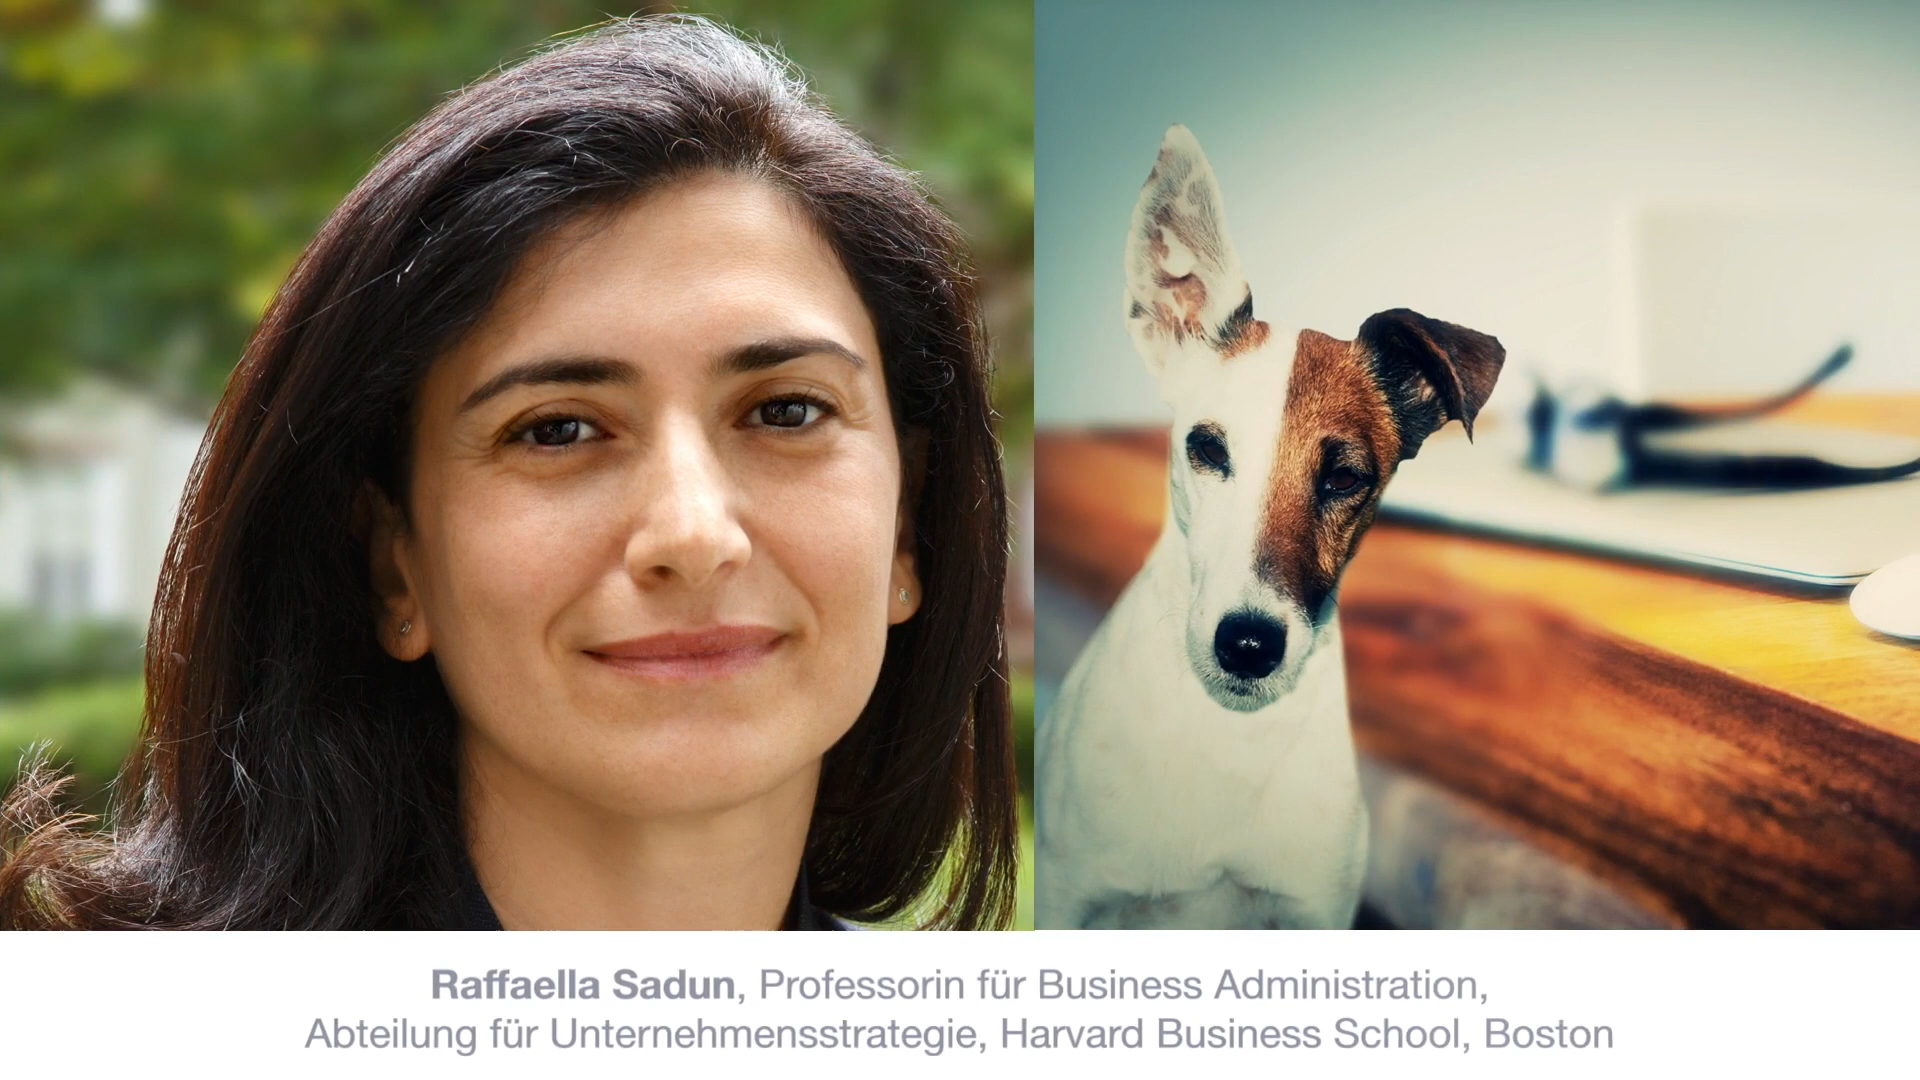 Raffaella Sadun, Professorin für Business Administration,
Abteilung für Unternehmensstrategie, Harvard Business School, Boston